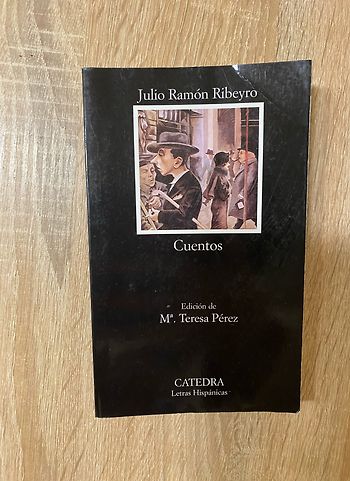 Julio Ramón Ribeyro
Cuentos
Edición de
Mª. Teresa Pérez
CATEDRA
Letras Hispánicas